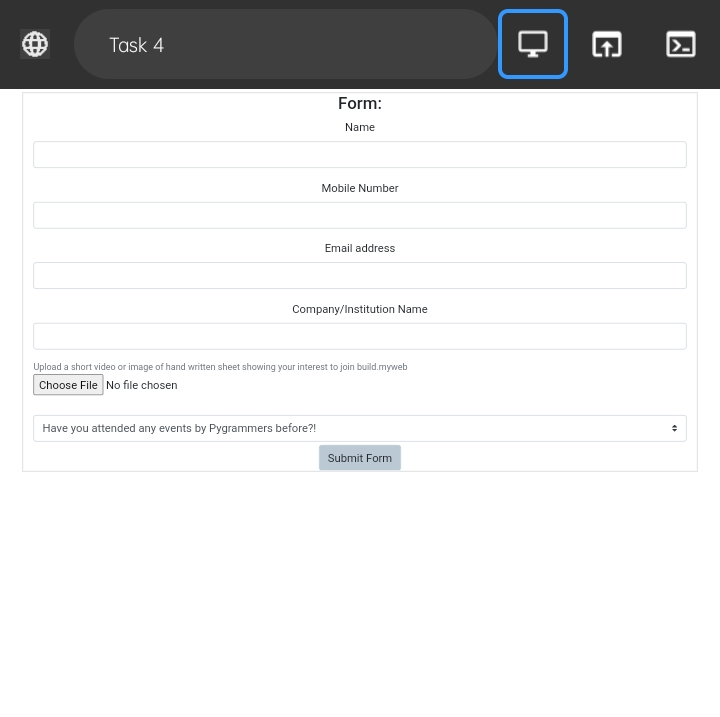 Task 4
Form:
Name
Mobile Number
Email address
Company/Institution Name
Upload a short video or image of hand written sheet showing your interest to join build.myweb
Choose File No file chosen
Have you attended any events by Pygrammers before?!
Submit Form